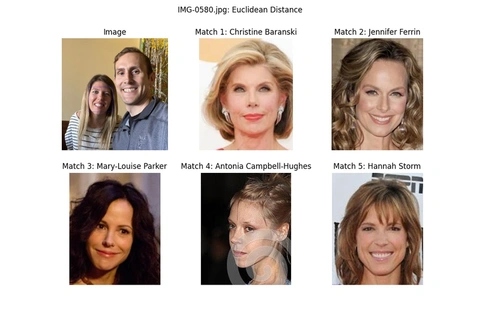 IMG-0580.jpg: Euclidean Distance
Image
Match 1: Christine Baranski
Match 2: Jennifer Ferrin
Match 3: Mary-Louise Parker
Match 4: Antonia Campbell-Hughes
Match 5: Hannah Storm